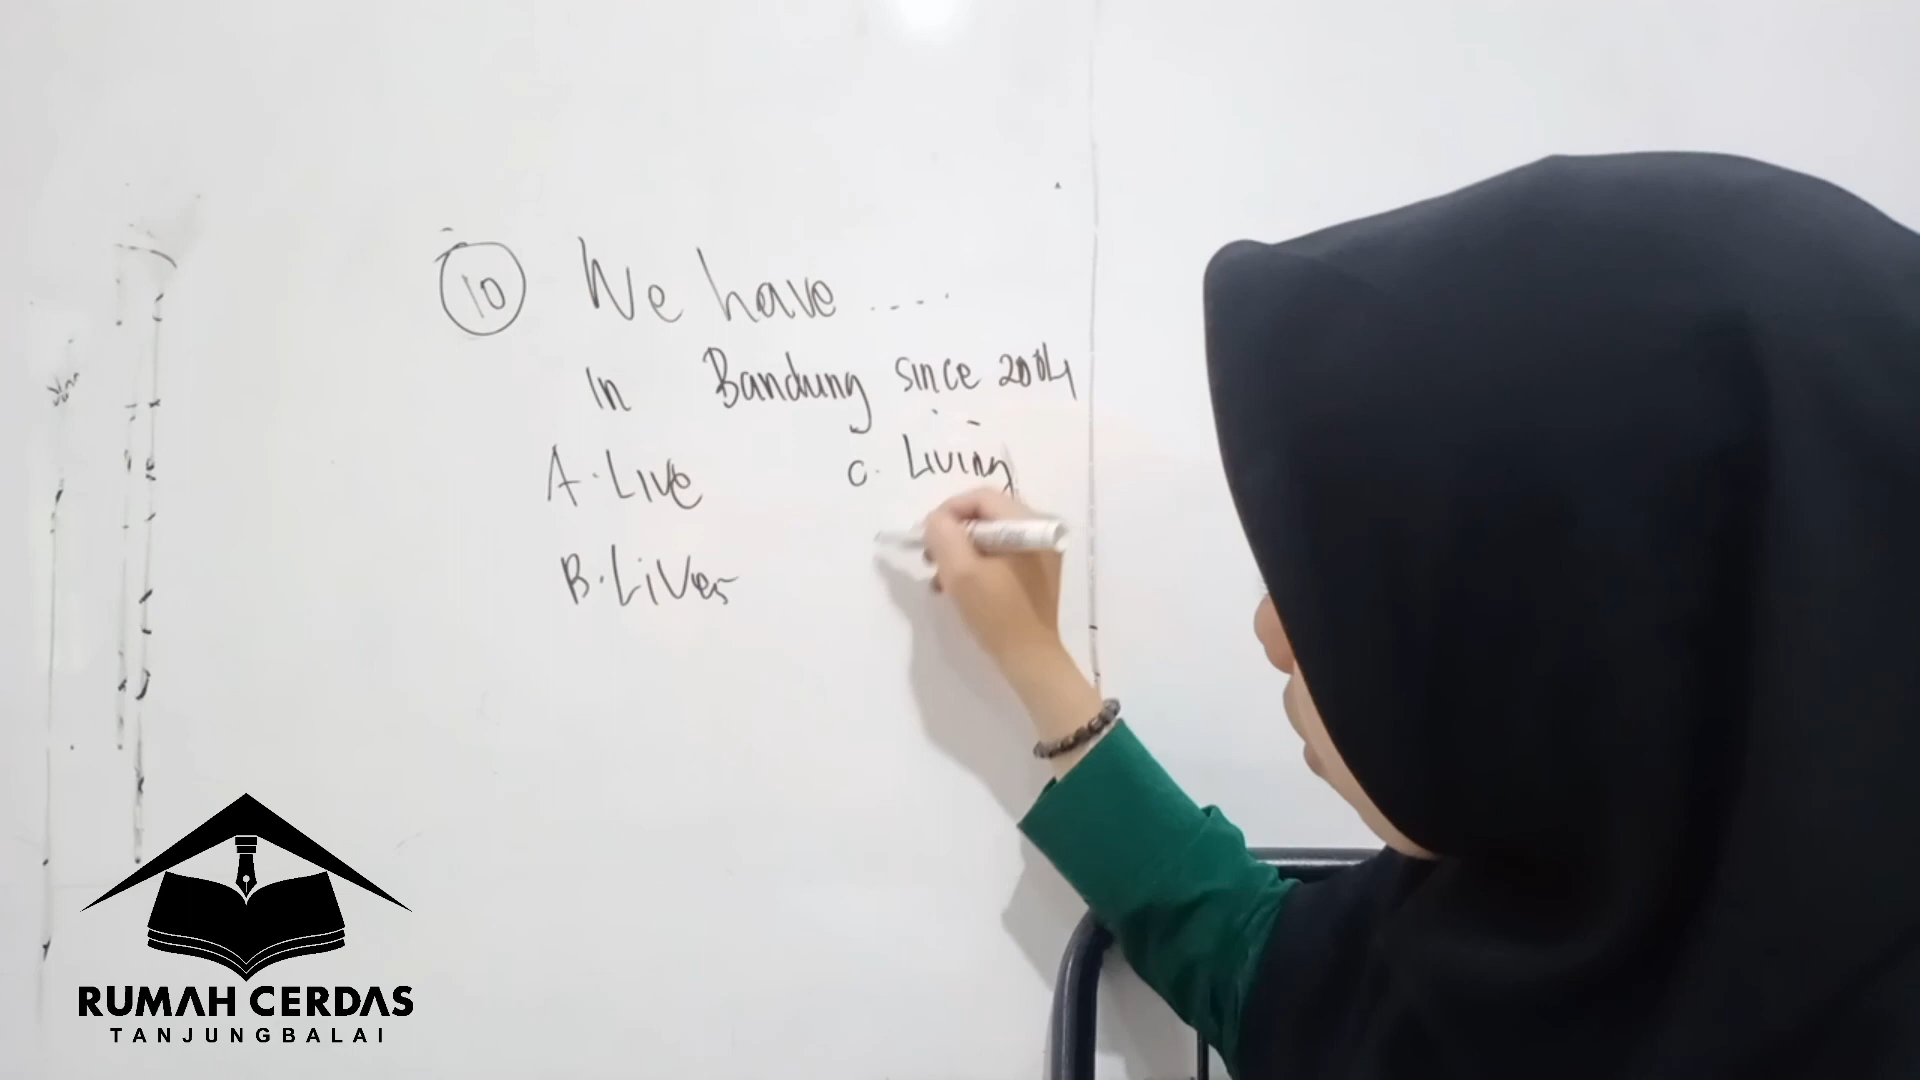 10 We have ....
In Bandung since 2004
A. Live C. Living
B. Lives
RUMAH CERDAS
TANJUNGBALAI